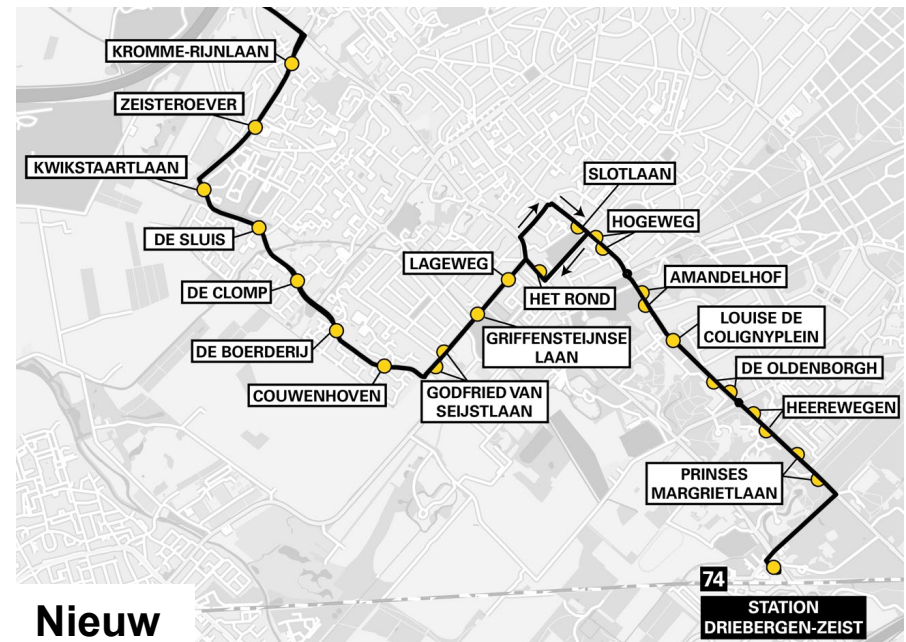 KROMME-RIJNLAAN
ZEISTEROEVER
KWIKSTAARTLAAN
SLOTLAAN
HOGEWEG
DE SLUIS
LAGEWEG
AMANDELHOF
DE CLOMP
HET ROND
LOUISE DE
COLIGNYPLEIN
GRIFFENSTEIJNSE
LAAN
DE BOERDERIJ
DE OLDENBORGH
COUWENHOVEN
GODFRIED VAN
SEIJSTLAAN
HEEREWEGEN
PRINSES
MARGRIETLAAN
74
STATION
DRIEBERGEN-ZEIST
Nieuw